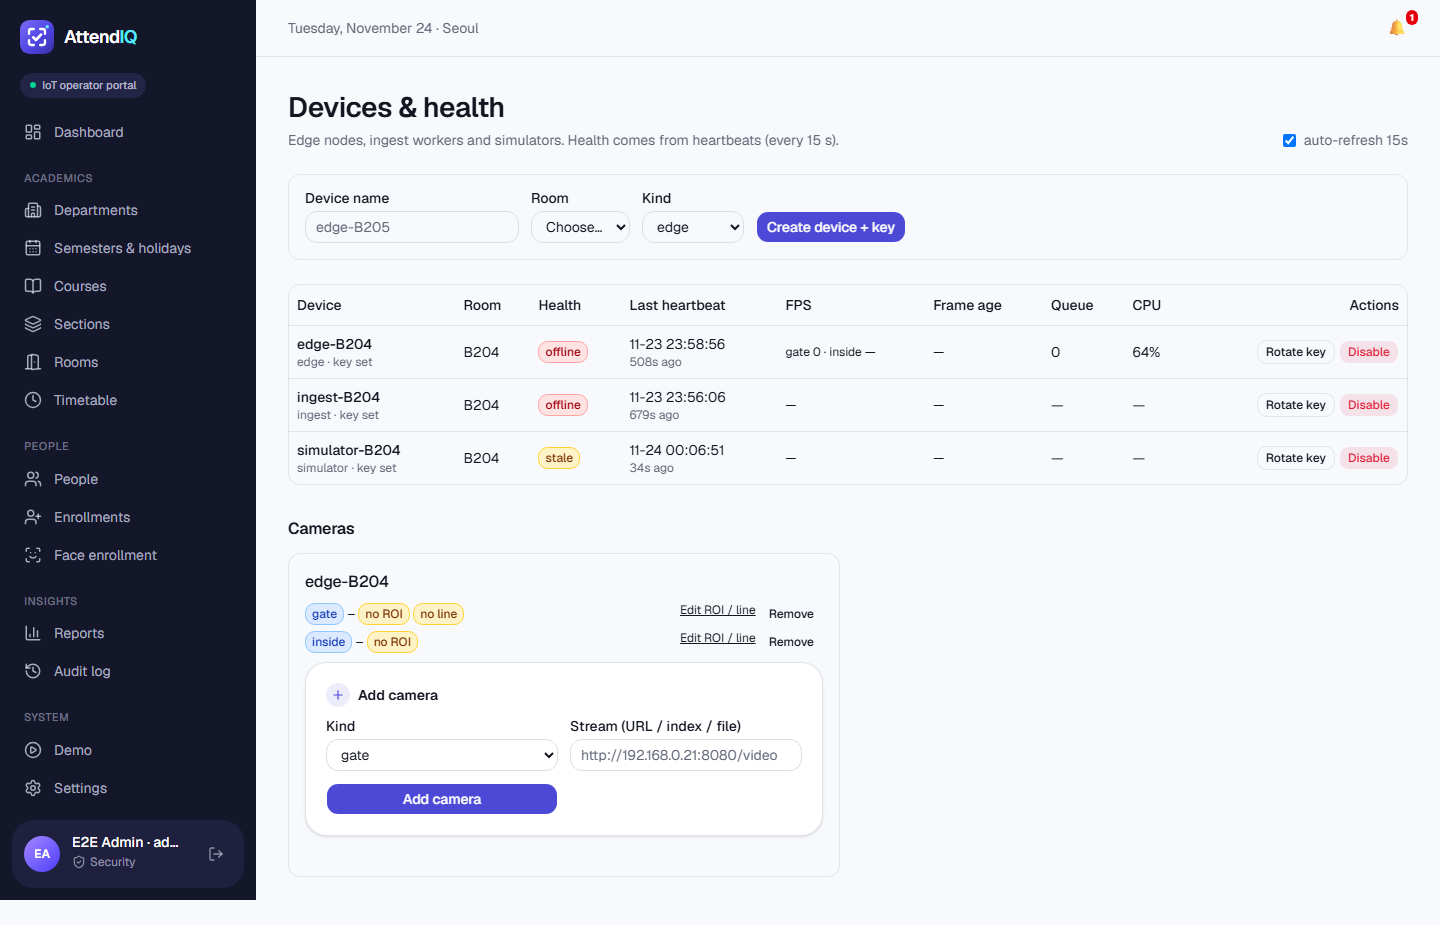 AttendIQ
IoT operator portal
Dashboard
ACADEMICS
Departments
Semesters & holidays
Courses
Sections
Rooms
Timetable
PEOPLE
People
Enrollments
Face enrollment
INSIGHTS
Reports
Audit log
SYSTEM
Demo
Settings
EA
E2E Admin · ad...
Security
Tuesday, November 24 · Seoul
1
Devices & health
Edge nodes, ingest workers and simulators. Health comes from heartbeats (every 15 s).
auto-refresh 15s
Device name Room Kind
edge-B205 Choose... edge Create device + key
Device Room Health Last heartbeat FPS Frame age Queue CPU Actions
edge-B204
edge · key set
B204 offline
11-23 23:58:56
508s ago
gate 0 · inside — — 0 64% Rotate key Disable
ingest-B204
ingest · key set
B204 offline
11-23 23:56:06
679s ago
— — — — Rotate key Disable
simulator-B204
simulator · key set
B204 stale
11-24 00:06:51
34s ago
— — — — Rotate key Disable
Cameras
edge-B204
gate – no ROI no line Edit ROI / line Remove
inside – no ROI Edit ROI / line Remove
+ Add camera
Kind Stream (URL / index / file)
gate http://192.168.0.21:8080/video
Add camera